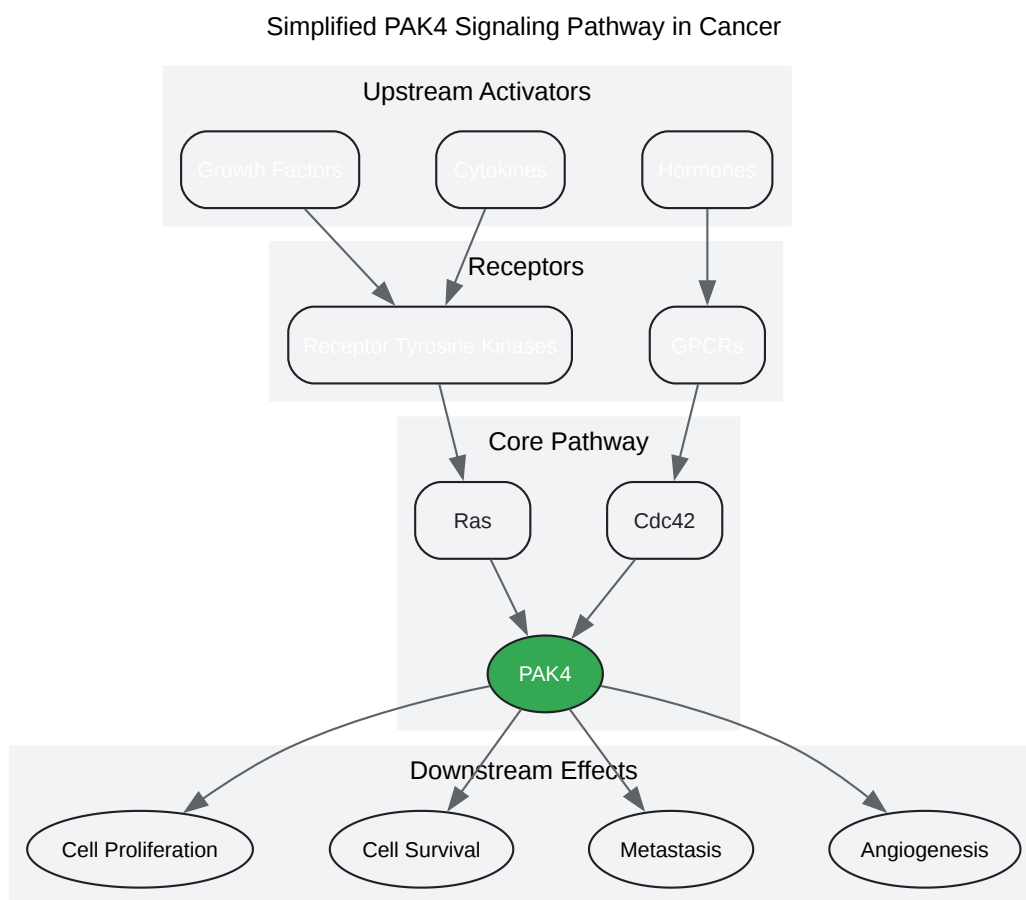 Simplified PAK4 Signaling Pathway in Cancer
Upstream Activators
Growth Factors
Cytokines
Hormones
Receptors
Receptor Tyrosine Kinases
GPCRs
Core Pathway
Ras
Cdc42
PAK4
Downstream Effects
Cell Proliferation
Cell Survival
Metastasis
Angiogenesis